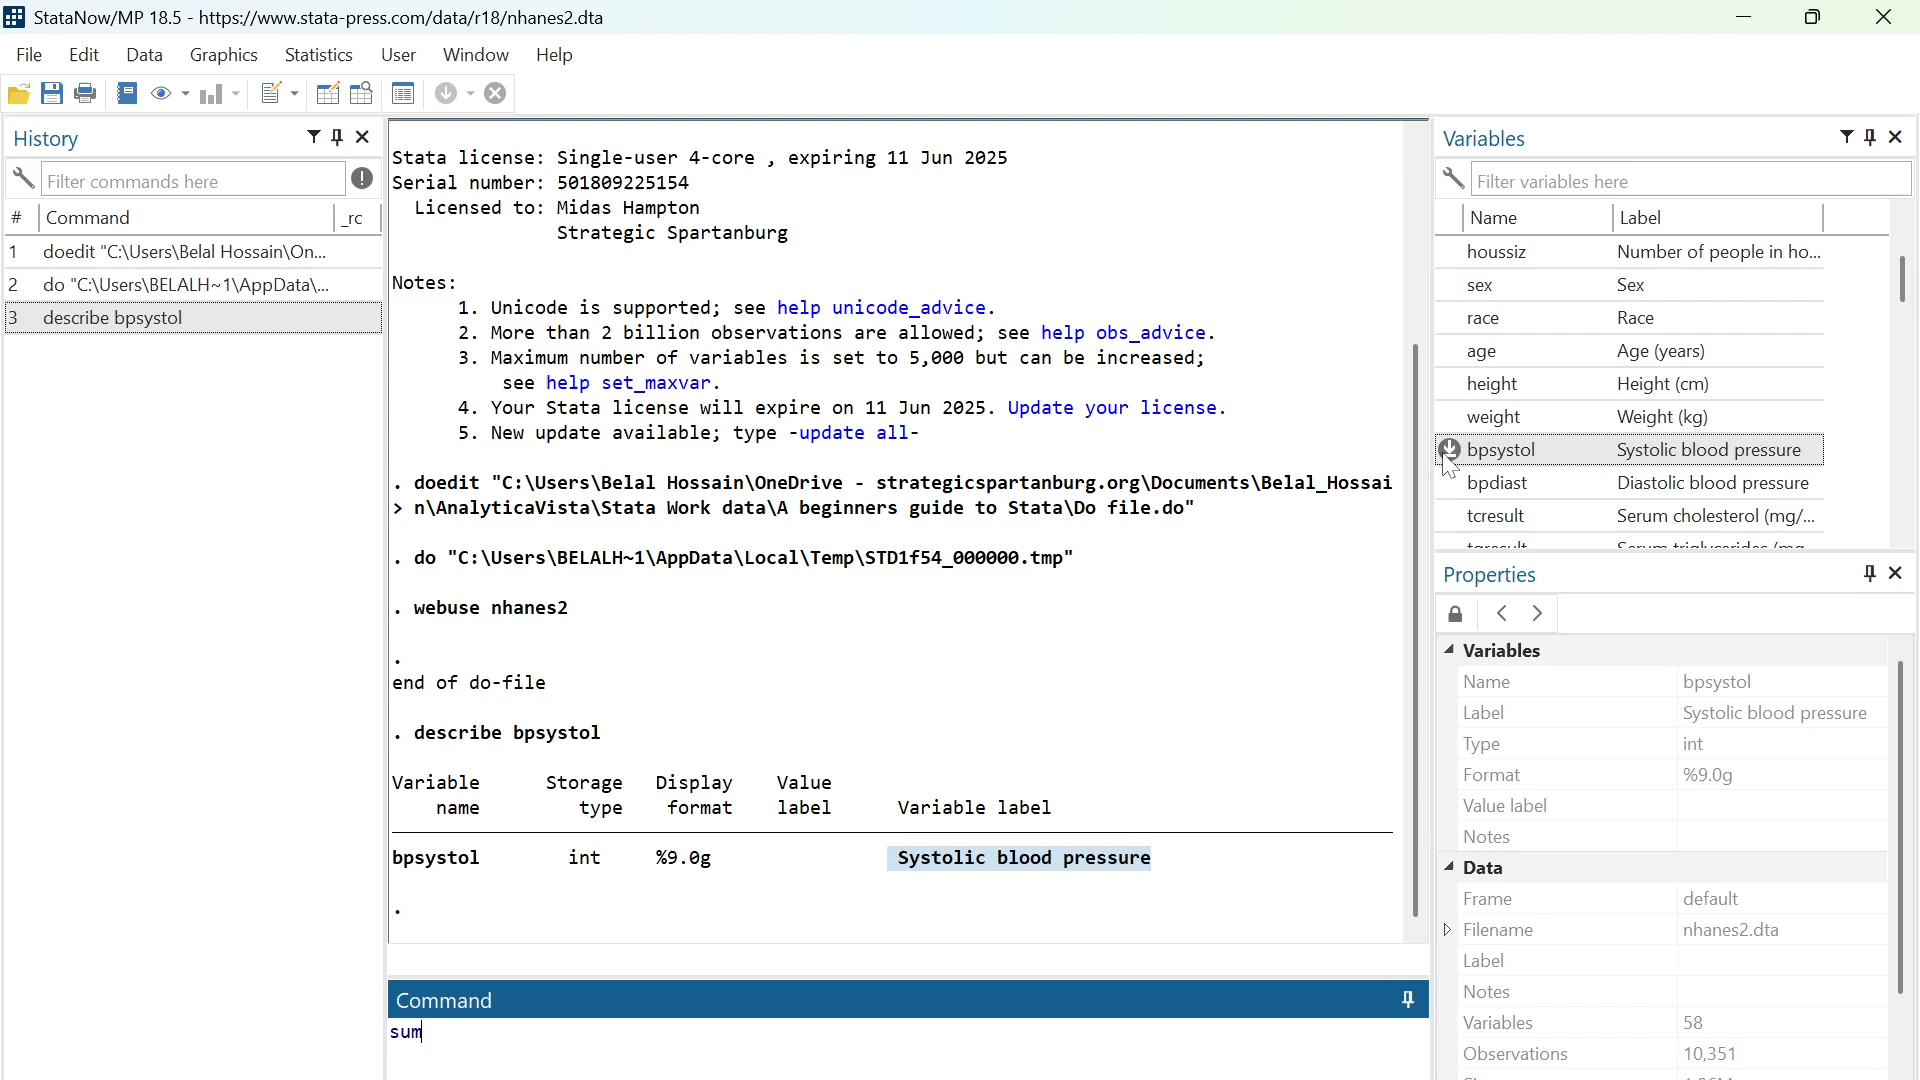 StataNow/MP 18.5 - https://www.stata-press.com/data/r18/nhanes2.dta
File Edit Data Graphics Statistics User Window Help
History
Filter commands here
# Command _rc
1 doedit "C:\Users\Belal Hossain\On...
2 do "C:\Users\BELALH~1\AppData\...
3 describe bpsystol
Stata license: Single-user 4-core , expiring 11 Jun 2025
Serial number: 501809225154
Licensed to: Midas Hampton
Strategic Spartanburg
Notes:
1. Unicode is supported; see help unicode_advice.
2. More than 2 billion observations are allowed; see help obs_advice.
3. Maximum number of variables is set to 5,000 but can be increased;
see help set_maxvar.
4. Your Stata license will expire on 11 Jun 2025. Update your license.
5. New update available; type -update all-
. doedit "C:\Users\Belal Hossain\OneDrive - strategicspartanburg.org\Documents\Belal_Hossai
> n\AnalyticaVista\Stata Work data\A beginners guide to Stata\Do file.do"
. do "C:\Users\BELALH~1\AppData\Local\Temp\STD1f54_000000.tmp"
. webuse nhanes2
.
end of do-file
. describe bpsystol
Variable Storage Display Value
name type format label Variable label
bpsystol int %9.0g Systolic blood pressure
.
Command
sum
Variables
Filter variables here
Name Label
houssiz Number of people in ho...
sex Sex
race Race
age Age (years)
height Height (cm)
weight Weight (kg)
bpsystol Systolic blood pressure
bpdiast Diastolic blood pressure
tcresult Serum cholesterol (mg/...
Properties
Variables
Name bpsystol
Label Systolic blood pressure
Type int
Format %9.0g
Value label
Notes
Data
Frame default
Filename nhanes2.dta
Label
Notes
Variables 58
Observations 10,351